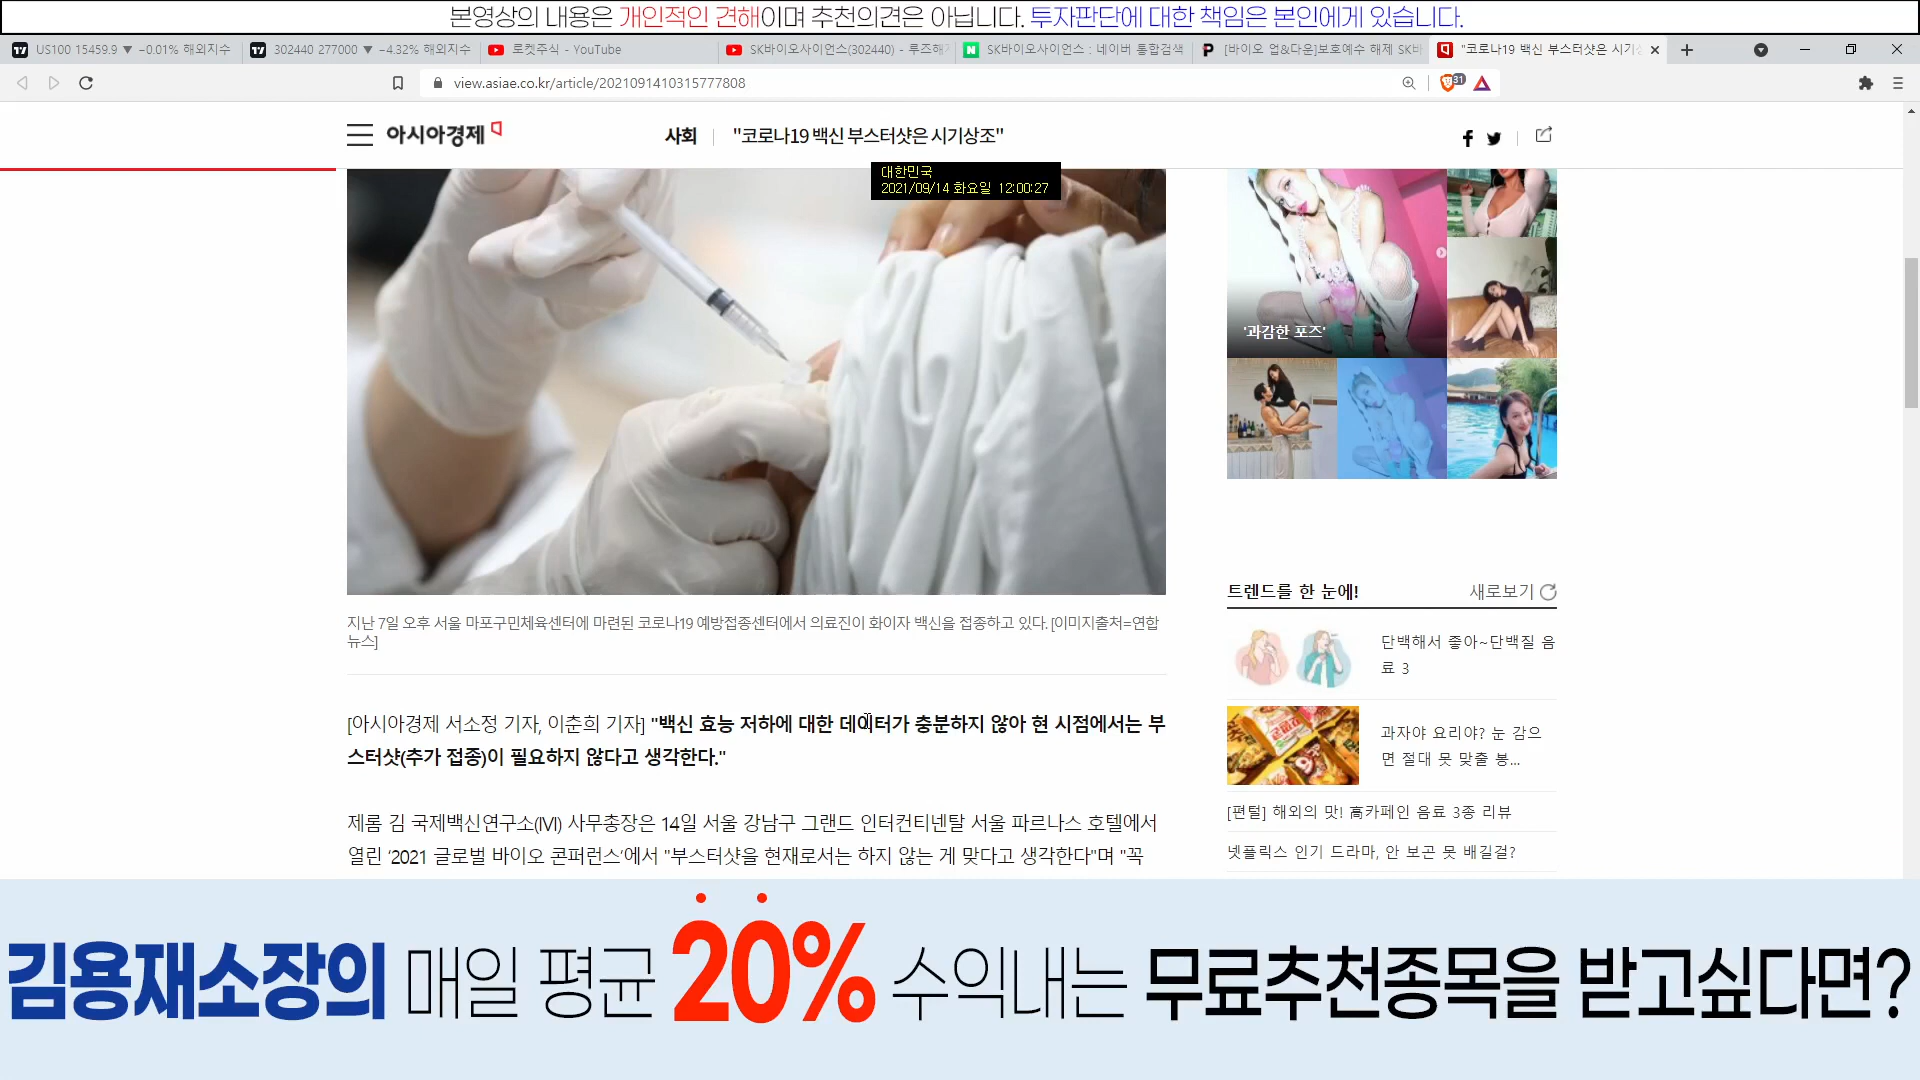 본영상의 내용은 개인적인 견해이며 추천의견은 아닙니다. 투자판단에 대한 책임은 본인에게 있습니다.
US100 15459.9 ▼ −0.01% 해외지수
302440 277000 ▼ −4.32% 해외지수
로켓주식 - YouTube
SK바이오사이언스(302440) - 루즈해
SK바이오사이언스 : 네이버 통합검색
[바이오 업&다운]보호예수 해제 SK바
"코로나19 백신 부스터샷은 시기상
view.asiae.co.kr/article/2021091410315777808
31
아시아경제
사회
"코로나19 백신 부스터샷은 시기상조"
대한민국
2021/09/14 화요일 12:00:27
'과감한 포즈'
지난 7일 오후 서울 마포구민체육센터에 마련된 코로나19 예방접종센터에서 의료진이 화이자 백신을 접종하고 있다. [이미지출처=연합
뉴스]
[아시아경제 서소정 기자, 이춘희 기자] "백신 효능 저하에 대한 데이터가 충분하지 않아 현 시점에서는 부
스터샷(추가 접종)이 필요하지 않다고 생각한다."
제롬 김 국제백신연구소(IVI) 사무총장은 14일 서울 강남구 그랜드 인터컨티넨탈 서울 파르나스 호텔에서
열린 ‘2021 글로벌 바이오 콘퍼런스’에서 "부스터샷을 현재로서는 하지 않는 게 맞다고 생각한다"며 "꼭
트렌드를 한 눈에!
새로보기
단백해서 좋아~단백질 음
료 3
과자야 요리야? 눈 감으
면 절대 못 맞출 봉...
[편털] 해외의 맛! 高카페인 음료 3종 리뷰
넷플릭스 인기 드라마, 안 보곤 못 배길걸?
김용재소장의 매일 평균 20% 수익내는 무료추천종목을 받고싶다면?